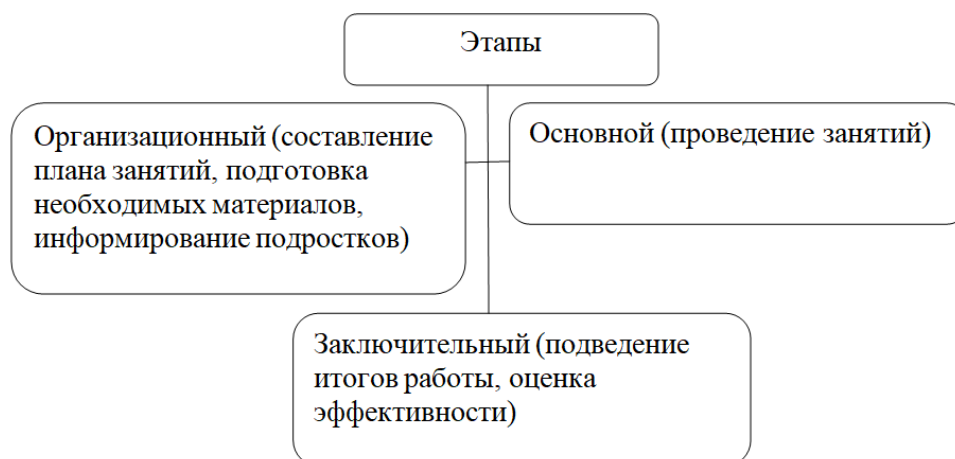 Этапы
Организационный (составление
плана занятий, подготовка
необходимых материалов,
информирование подростков)
Основной (проведение занятий)
Заключительный (подведение
итогов работы, оценка
эффективности)